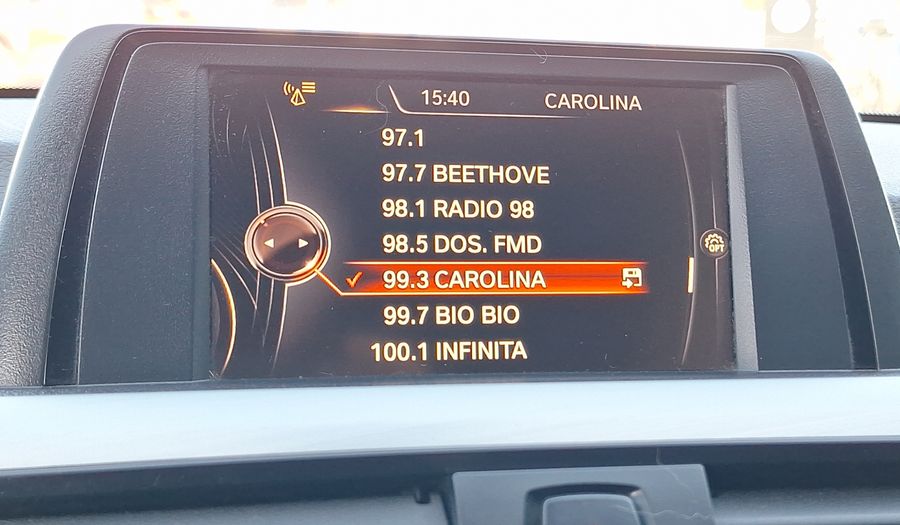 15:40 CAROLINA
97.1
97.7 BEETHOVE
98.1 RADIO 98
98.5 DOS. FMD
99.3 CAROLINA
99.7 BIO BIO
100.1 INFINITA
OPT